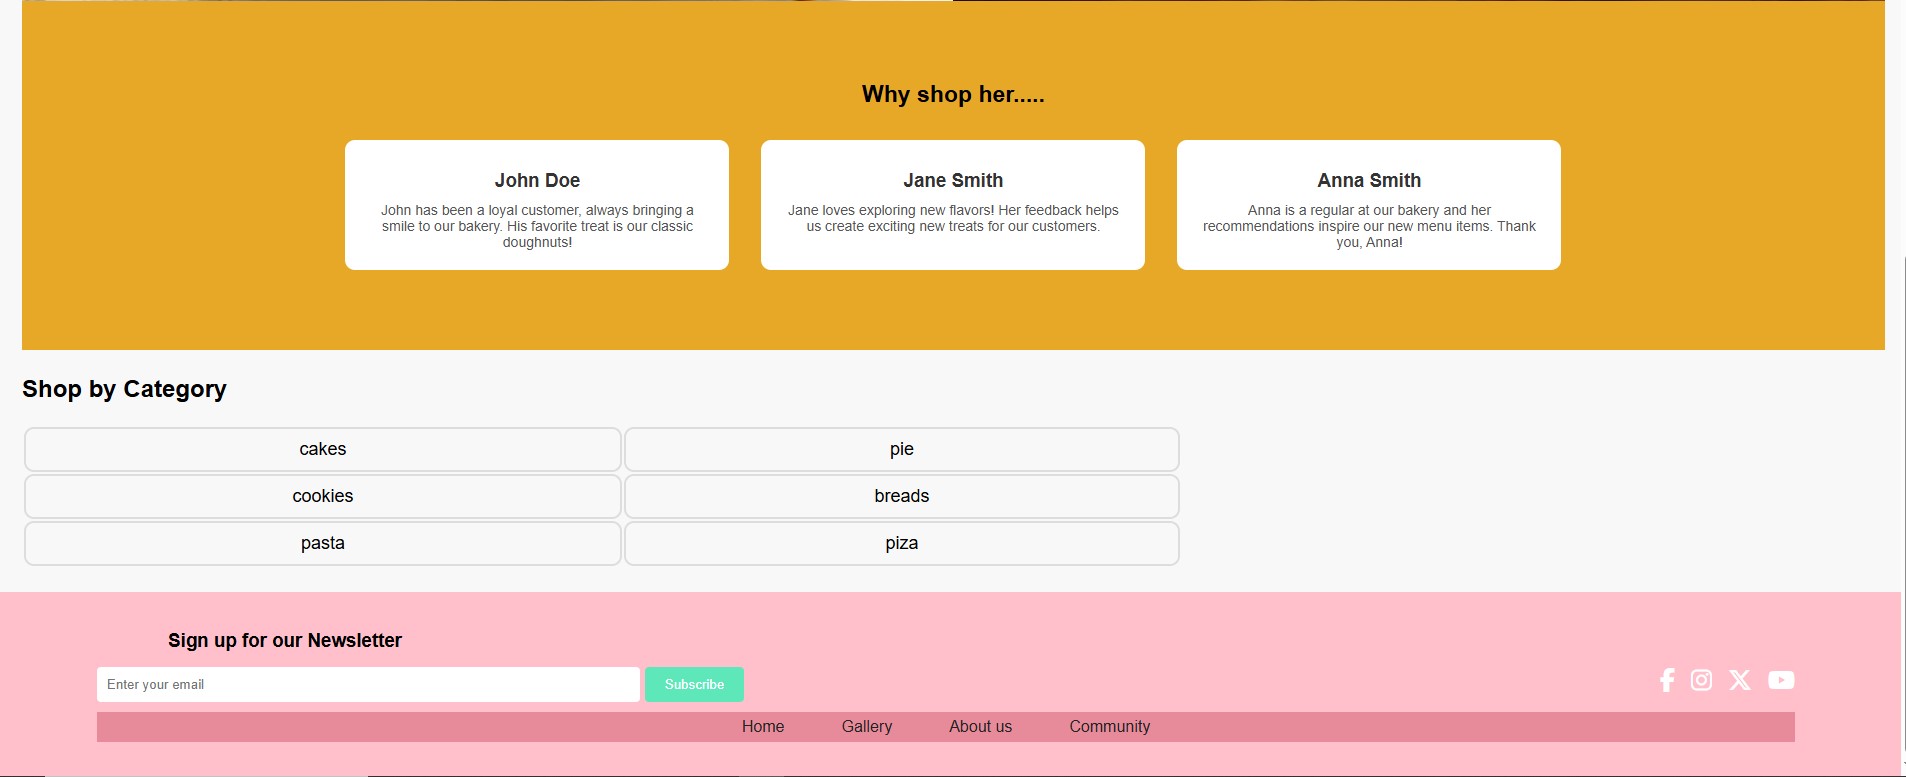 Why shop her.....
John Doe
John has been a loyal customer, always bringing a
smile to our bakery. His favorite treat is our classic
doughnuts!
Jane Smith
Jane loves exploring new flavors! Her feedback helps
us create exciting new treats for our customers.
Anna Smith
Anna is a regular at our bakery and her
recommendations inspire our new menu items. Thank
you, Anna!
Shop by Category
cakes
pie
cookies
breads
pasta
piza
Sign up for our Newsletter
Enter your email
Subscribe
Home
Gallery
About us
Community